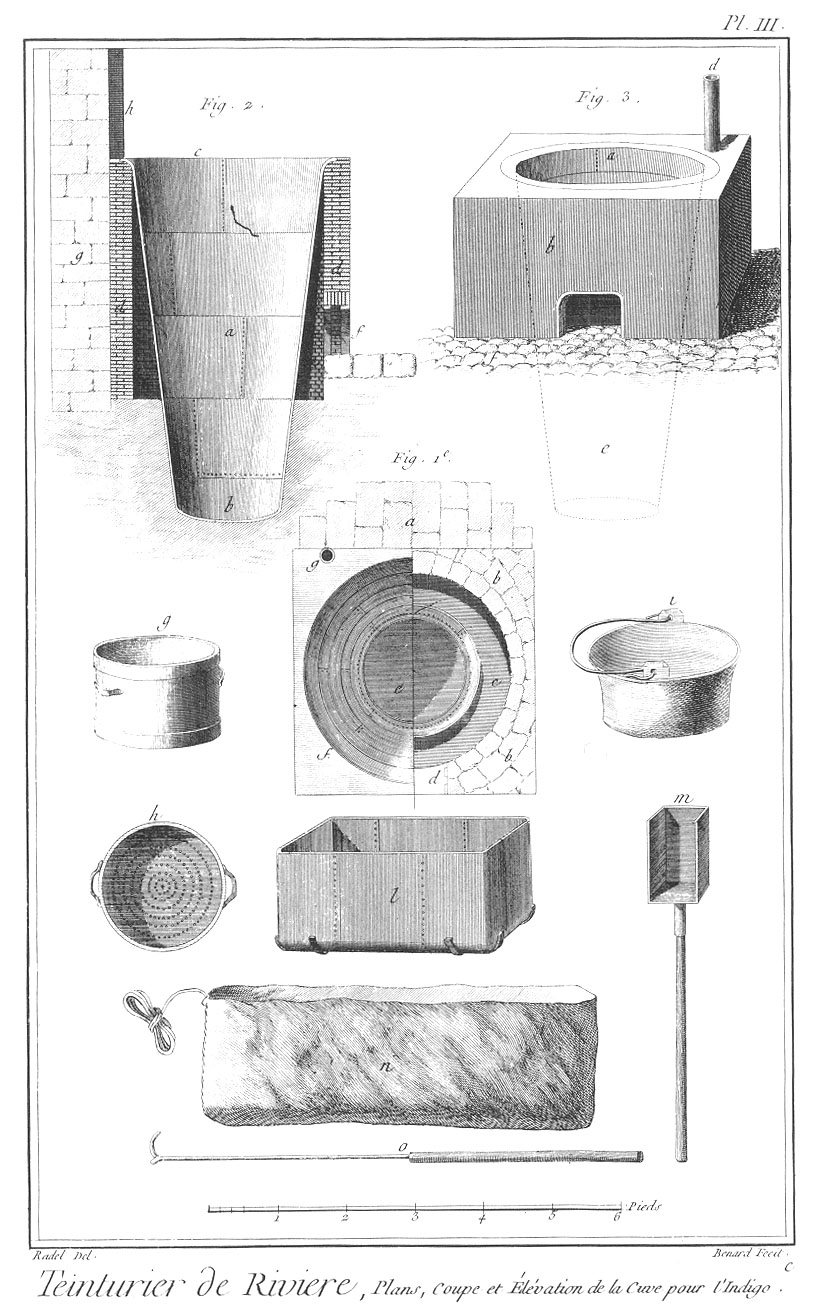 Pl. III.
d
h
Fig. 2.
Fig. 3.
c
a
b
g
d
d
a
f
f
c
e
Fig. 1e.
b
a
g
b
g
i
e
c
f
b
d
h
m
l
n
o
1 2 3 4 5 6 Pieds
Radel Del.
Benard Fecit.
C
Teinturier de Riviere, Plans, Coupe et Élévation de la Cuve pour l'Indigo.